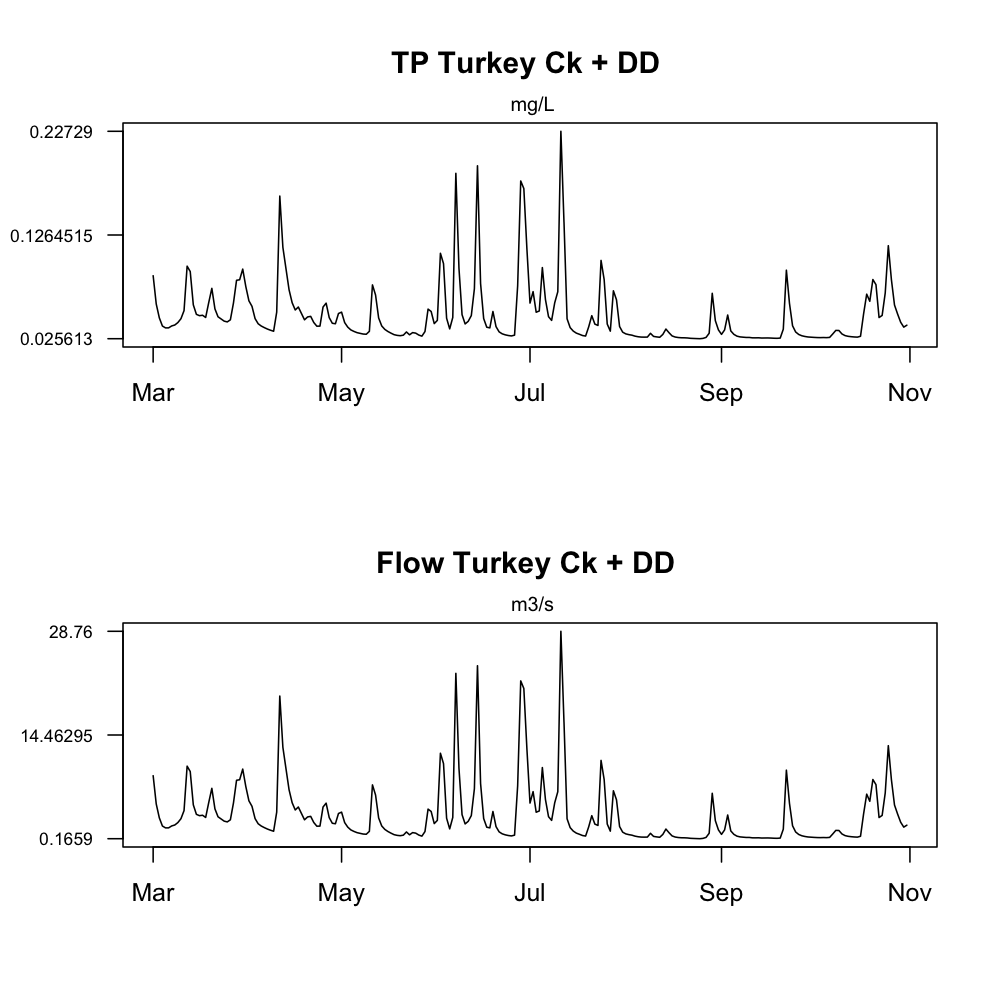 TP Turkey Ck + DD
mg/L
0.22729
0.1264515
0.025613
Mar May Jul Sep Nov
Flow Turkey Ck + DD
m3/s
28.76
14.46295
0.1659
Mar May Jul Sep Nov